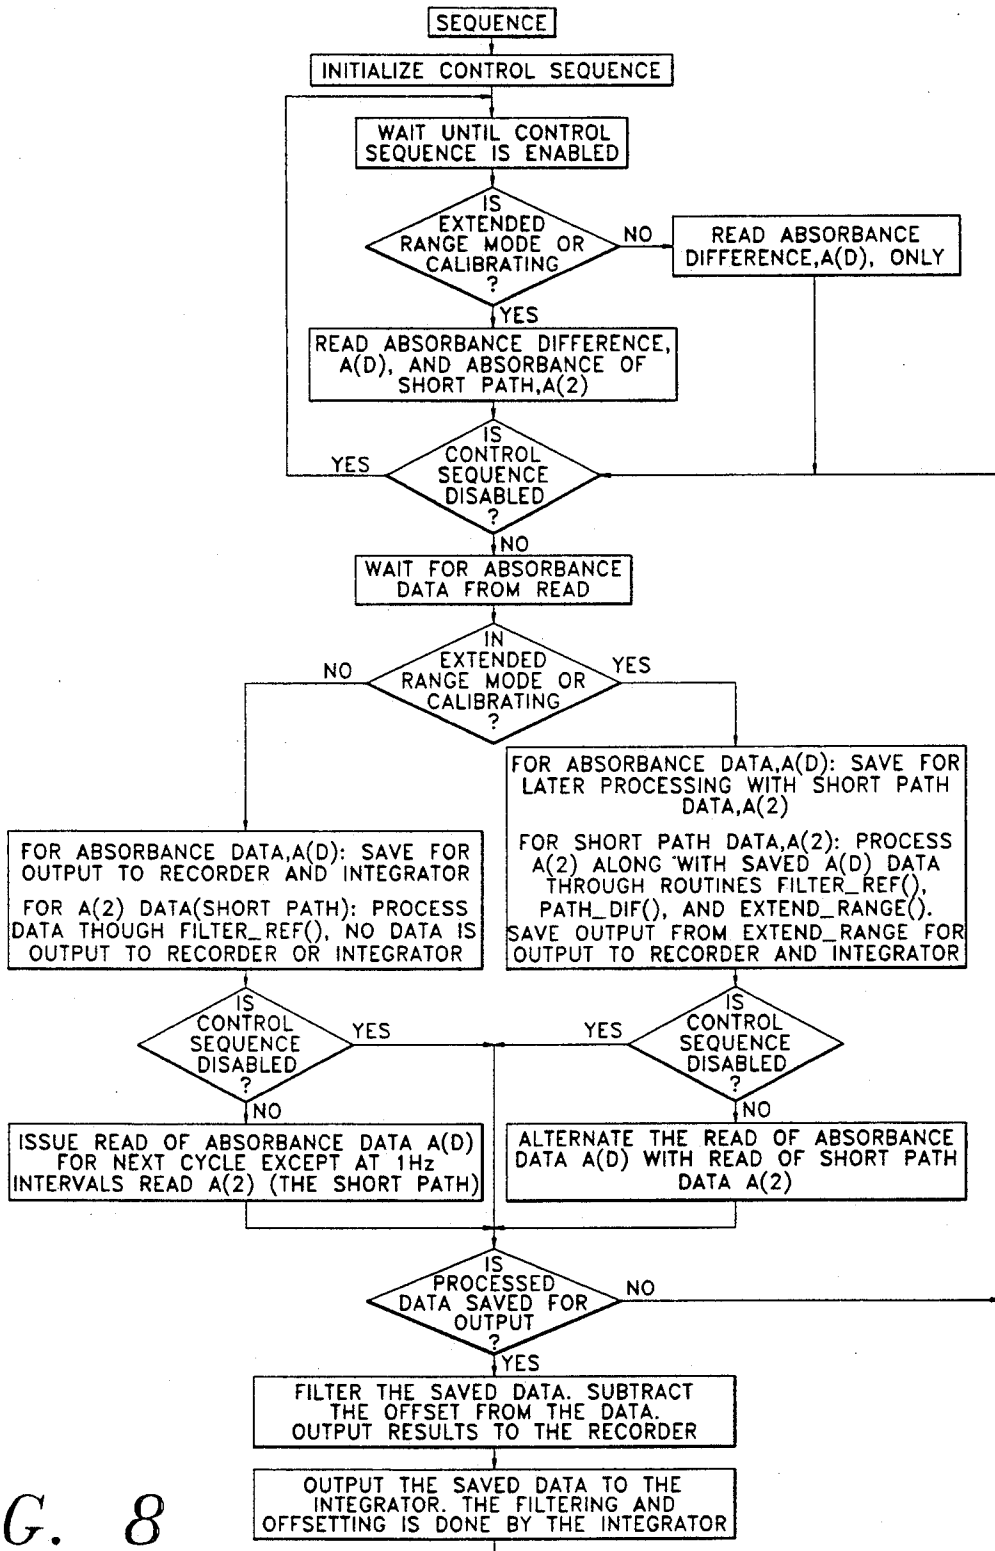 SEQUENCE
INITIALIZE CONTROL SEQUENCE
WAIT UNTIL CONTROL
SEQUENCE IS ENABLED
IS
EXTENDED
RANGE MODE OR
CALIBRATING
?
NO
READ ABSORBANCE
DIFFERENCE,A(D), ONLY
YES
READ ABSORBANCE DIFFERENCE,
A(D), AND ABSORBANCE OF
SHORT PATH,A(2)
IS
CONTROL
SEQUENCE
DISABLED
?
YES
NO
WAIT FOR ABSORBANCE
DATA FROM READ
IN
EXTENDED
RANGE MODE OR
CALIBRATING
?
NO
YES
FOR ABSORBANCE DATA,A(D): SAVE FOR
OUTPUT TO RECORDER AND INTEGRATOR
FOR A(2) DATA(SHORT PATH): PROCESS
DATA THOUGH FILTER_REF(), NO DATA IS
OUTPUT TO RECORDER OR INTEGRATOR
FOR ABSORBANCE DATA,A(D): SAVE FOR
LATER PROCESSING WITH SHORT PATH
DATA,A(2)
FOR SHORT PATH DATA,A(2): PROCESS
A(2) ALONG WITH SAVED A(D) DATA
THROUGH ROUTINES FILTER_REF(),
PATH_DIF(), AND EXTEND_RANGE().
SAVE OUTPUT FROM EXTEND_RANGE FOR
OUTPUT TO RECORDER AND INTEGRATOR
IS
CONTROL
SEQUENCE
DISABLED
?
YES
NO
IS
CONTROL
SEQUENCE
DISABLED
?
YES
NO
ISSUE READ OF ABSORBANCE DATA A(D)
FOR NEXT CYCLE EXCEPT AT 1Hz
INTERVALS READ A(2) (THE SHORT PATH)
ALTERNATE THE READ OF ABSORBANCE
DATA A(D) WITH READ OF SHORT PATH
DATA A(2)
IS
PROCESSED
DATA SAVED FOR
OUTPUT
?
NO
YES
FILTER THE SAVED DATA. SUBTRACT
THE OFFSET FROM THE DATA.
OUTPUT RESULTS TO THE RECORDER
OUTPUT THE SAVED DATA TO THE
INTEGRATOR. THE FILTERING AND
OFFSETTING IS DONE BY THE INTEGRATOR
G. 8